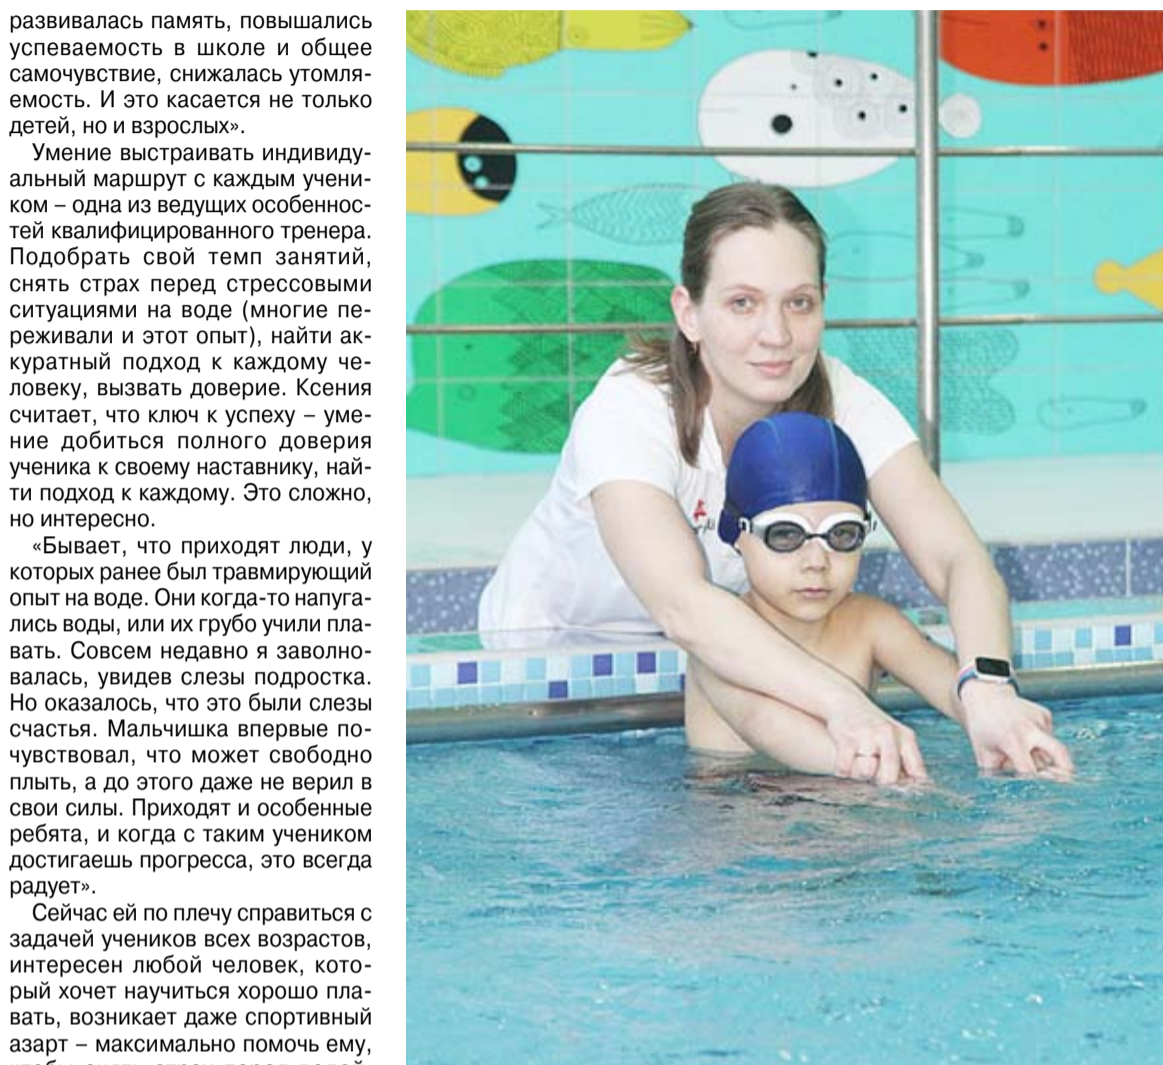 развивалась память, повышались
успеваемость в школе и общее
самочувствие, снижалась утомля-
емость. И это касается не только
детей, но и взрослых».
Умение выстраивать индивиду-
альный маршрут с каждым учени-
ком – одна из ведущих особеннос-
тей квалифицированного тренера.
Подобрать свой темп занятий,
снять страх перед стрессовыми
ситуациями на воде (многие пе-
реживали и этот опыт), найти ак-
куратный подход к каждому че-
ловеку, вызвать доверие. Ксения
считает, что ключ к успеху – уме-
ние добиться полного доверия
ученика к своему наставнику, най-
ти подход к каждому. Это сложно,
но интересно.
«Бывает, что приходят люди, у
которых ранее был травмирующий
опыт на воде. Они когда-то напуга-
лись воды, или их грубо учили пла-
вать. Совсем недавно я заволно-
валась, увидев слезы подростка.
Но оказалось, что это были слезы
счастья. Мальчишка впервые по-
чувствовал, что может свободно
плыть, а до этого даже не верил в
свои силы. Приходят и особенные
ребята, и когда с таким учеником
достигаешь прогресса, это всегда
радует».
Сейчас ей по плечу справиться с
задачей учеников всех возрастов,
интересен любой человек, кото-
рый хочет научиться хорошо пла-
вать, возникает даже спортивный
азарт – максимально помочь ему,